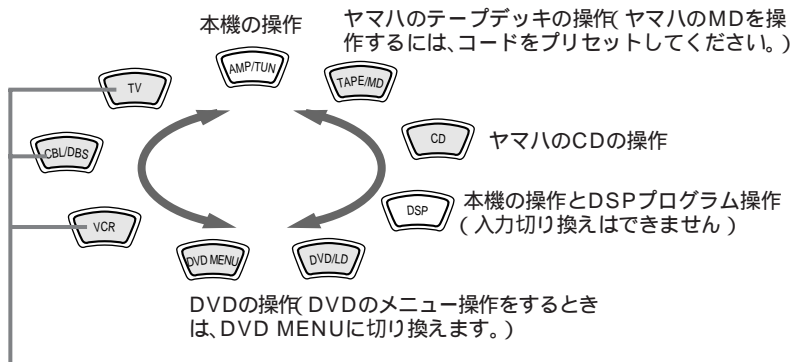 本機の操作
ヤマハのテープデッキの操作(ヤマハのMDを操
作するには、コードをプリセットしてください。)
AMP/TUN
TV
TAPE/MD
CBL/DBS
CD
ヤマハのCDの操作
DSP
本機の操作とDSPプログラム操作
(入力切り換えはできません)
VCR
DVD MENU
DVD/LD
DVDの操作(DVDのメニュー操作をするとき
は、DVD MENUに切り換えます。)